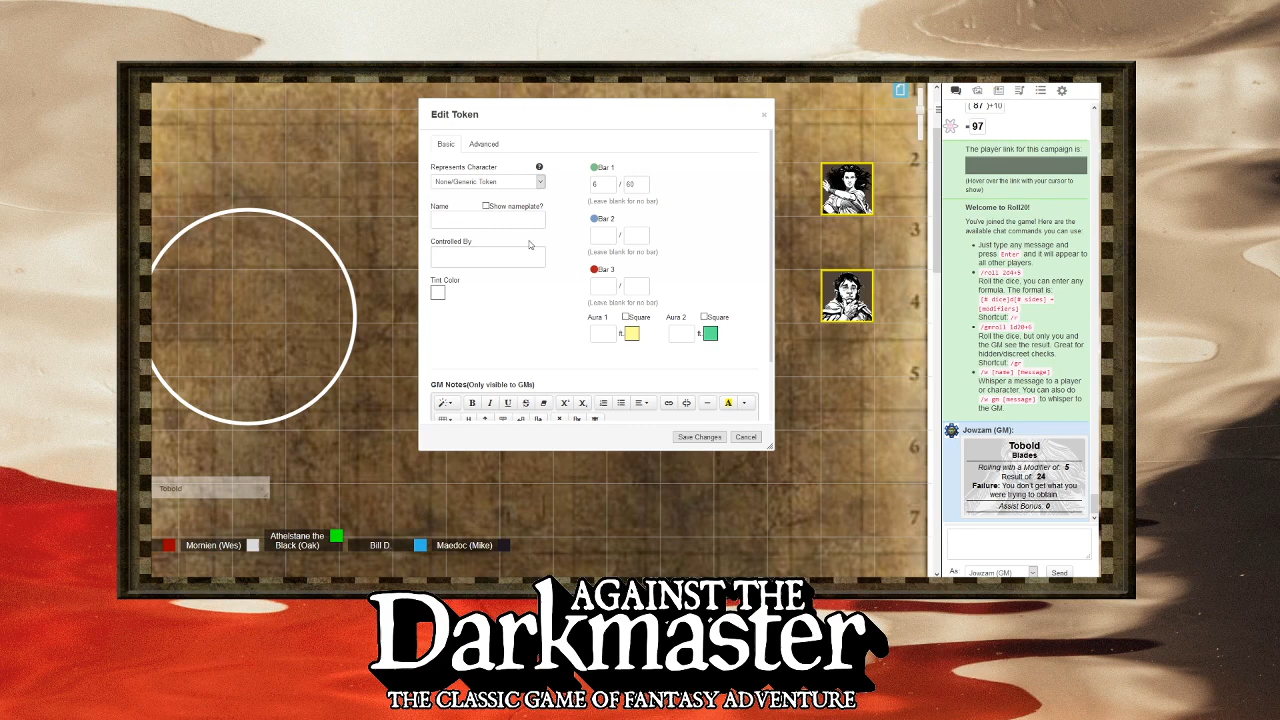 Edit Token
×
Basic
Advanced
Represents Character
None/Generic Token
Name
Show nameplate?
Controlled By
Tint Color
Bar 1
6 / 60
(Leave blank for no bar)
Bar 2
/
(Leave blank for no bar)
Bar 3
/
(Leave blank for no bar)
Aura 1 Square
Aura 2 Square
ft.
ft.
GM Notes(Only visible to GMs)
B I U S
Save Changes
Cancel
2
3
4
5
6
7
Tobold
Mornien (Wes)
Athelstane the
Black (Oak)
Bill D.
Maedoc (Mike)
( 87 )+10
= 97
The player link for this campaign is:
(Hover over the link with your cursor to
show)
Welcome to Roll20!
You've joined the game! Here are the
available chat commands you can use:
Just type any message and
press Enter and it will appear to
all other players.
/roll 2d4+5
Roll the dice, you can enter any
formula. The format is:
[# dice]d[# sides] +
[modifiers]
Shortcut: /r
/gmroll 1d20+6
Roll the dice, but only you and
the GM see the result. Great for
hidden/discreet checks.
Shortcut: /gr
/w [name] [message]
Whisper a message to a player
or character. You can also do
/w gm [message] to whisper to
the GM.
Jowzam (GM):
Tobold
Blades
Rolling with a Modifier of: 5
Result of: 24
Failure: You don't get what you
were trying to obtain.
Assist Bonus: 0
As:
Jowzam (GM)
Send
AGAINST THE
Darkmaster
THE CLASSIC GAME OF FANTASY ADVENTURE